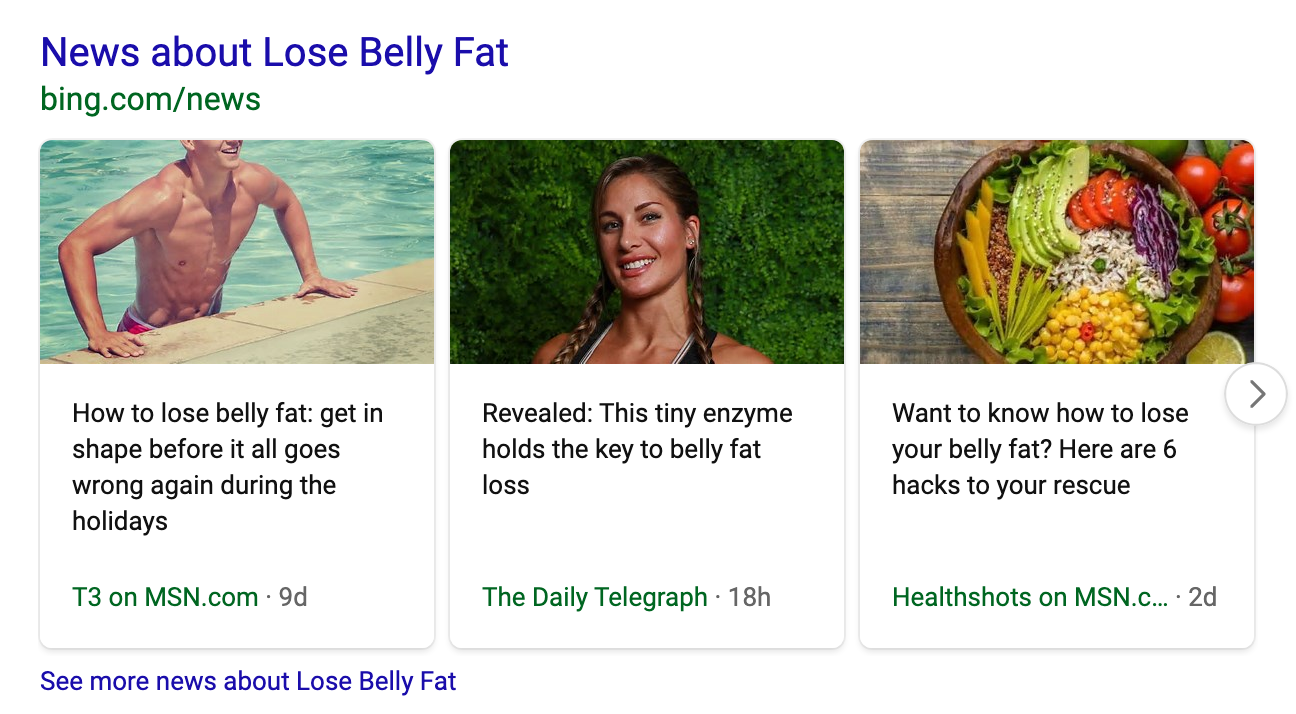 News about Lose Belly Fat
bing.com/news
How to lose belly fat: get in
shape before it all goes
wrong again during the
holidays
T3 on MSN.com · 9d
Revealed: This tiny enzyme
holds the key to belly fat
loss
The Daily Telegraph · 18h
Want to know how to lose
your belly fat? Here are 6
hacks to your rescue
Healthshots on MSN.c... · 2d
See more news about Lose Belly Fat